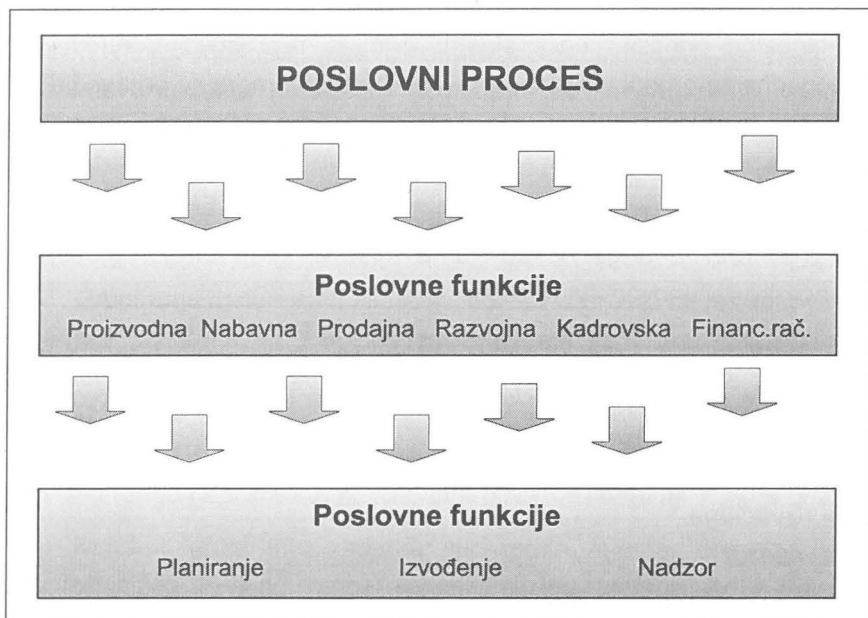 POSLOVNI PROCES
Poslovne funkcije
Proizvodna Nabavna Prodajna Razvojna Kadrovska Financ.rač.
Poslovne funkcije
Planiranje Izvođenje Nadzor